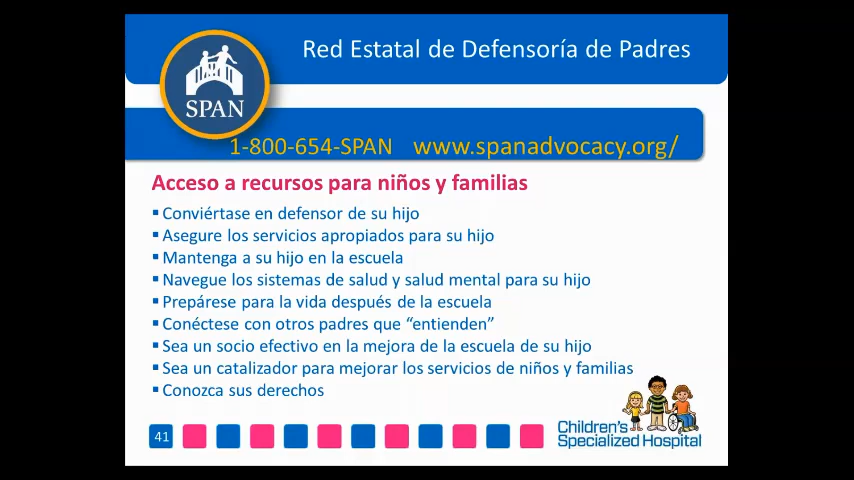 Red Estatal de Defensoría de Padres
SPAN
1-800-654-SPAN www.spanadvocacy.org/
Acceso a recursos para niños y familias
▪ Conviértase en defensor de su hijo
▪ Asegure los servicios apropiados para su hijo
▪ Mantenga a su hijo en la escuela
▪ Navegue los sistemas de salud y salud mental para su hijo
▪ Prepárese para la vida después de la escuela
▪ Conéctese con otros padres que “entienden”
▪ Sea un socio efectivo en la mejora de la escuela de su hijo
▪ Sea un catalizador para mejorar los servicios de niños y familias
▪ Conozca sus derechos
41
Children's
Specialized Hospital